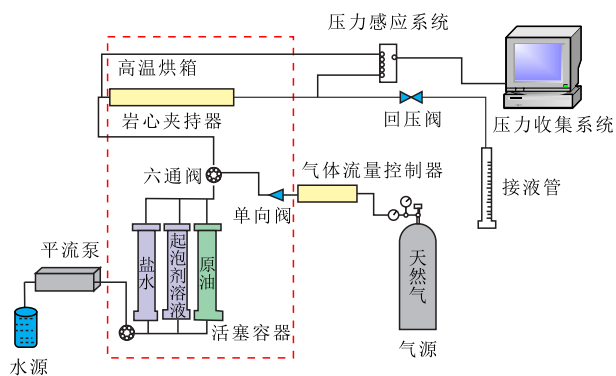 压力感应系统
高温烘箱
岩心夹持器
回压阀
压力收集系统
六通阀
气体流量控制器
单向阀
接液管
平流泵
盐水
起泡剂溶液
原油
天然气
活塞容器
水源
气源